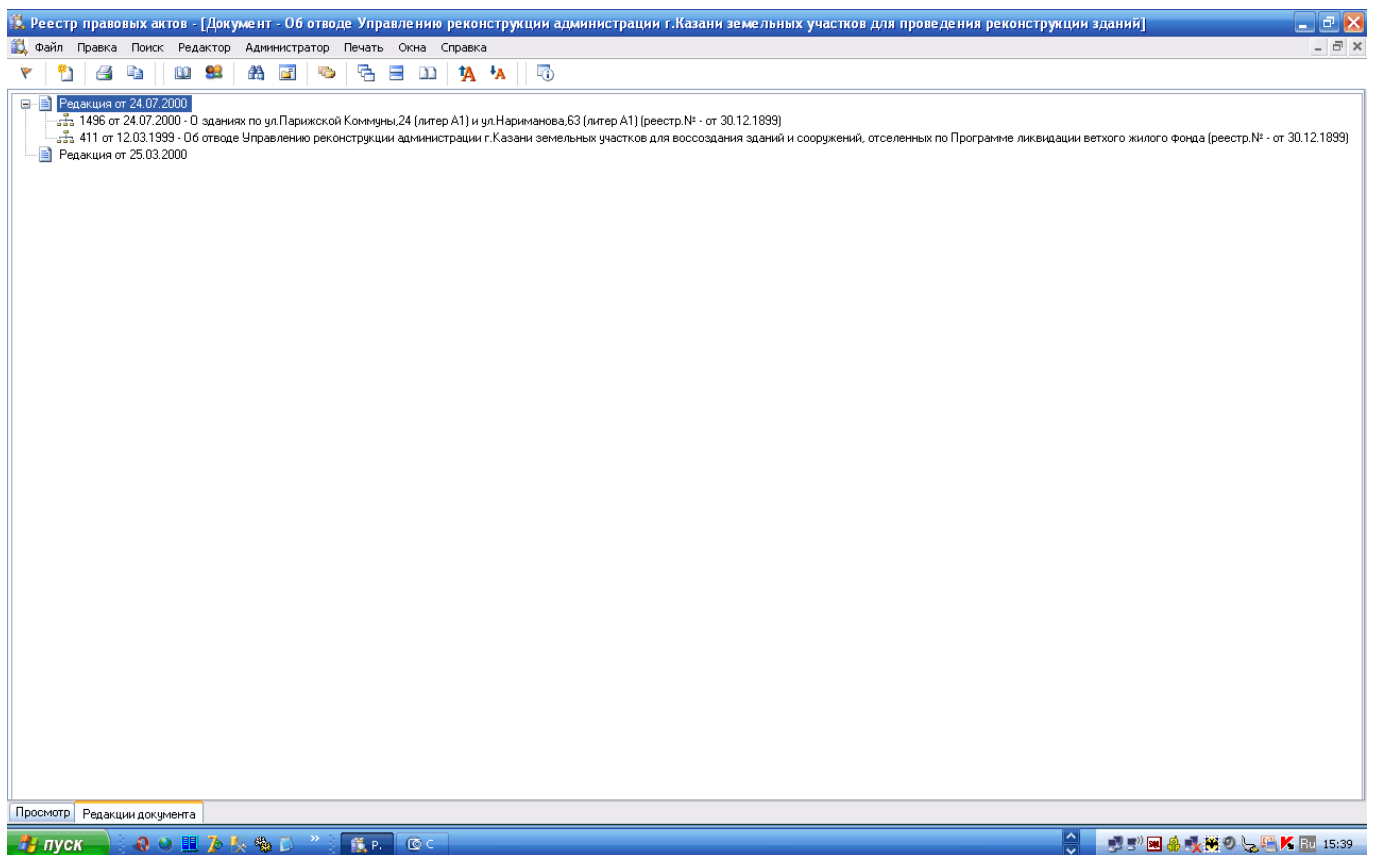 Реестр правовых актов - [Документ - Об отводе Управлению реконструкции администрации г.Казани земельных участков для проведения реконструкции зданий]
Файл Правка Поиск Редактор Администратор Печать Окна Справка
Редакция от 24.07.2000
1496 от 24.07.2000 - О зданиях по ул.Парижской Коммуны,24 (литер А1) и ул.Нариманова,63 (литер А1) (реестр.№ - от 30.12.1899)
411 от 12.03.1999 - Об отводе Управлению реконструкции администрации г.Казани земельных участков для воссоздания зданий и сооружений, отселенных по Программе ликвидации ветхого жилого фонда (реестр.№ - от 30.12.1899)
Редакция от 25.03.2000
Просмотр Редакции документа
пуск Р. С Ru 15:39